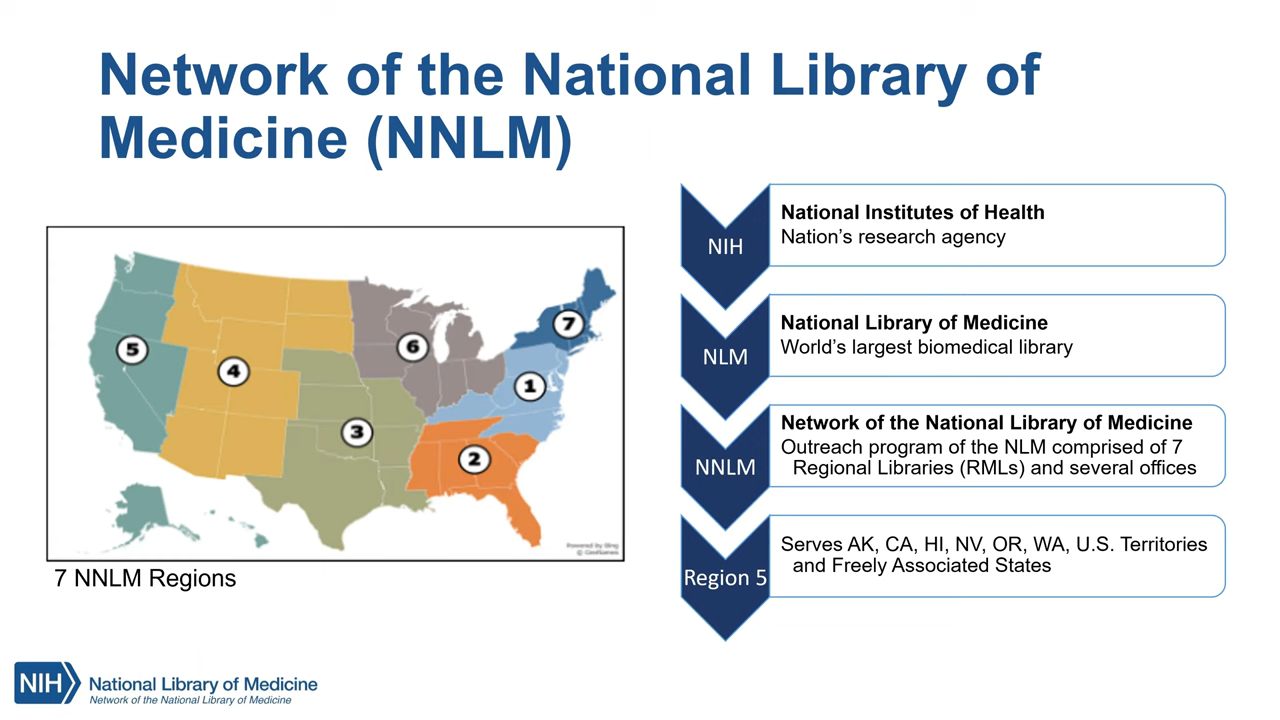 Network of the National Library of
Medicine (NNLM)
5
4
3
6
7
1
2
Powered by Bing
© GeoNames
7 NNLM Regions
NIH
National Institutes of Health
Nation's research agency
NLM
National Library of Medicine
World's largest biomedical library
NNLM
Network of the National Library of Medicine
Outreach program of the NLM comprised of 7
Regional Libraries (RMLs) and several offices
Region 5
Serves AK, CA, HI, NV, OR, WA, U.S. Territories
and Freely Associated States
NIH
National Library of Medicine
Network of the National Library of Medicine